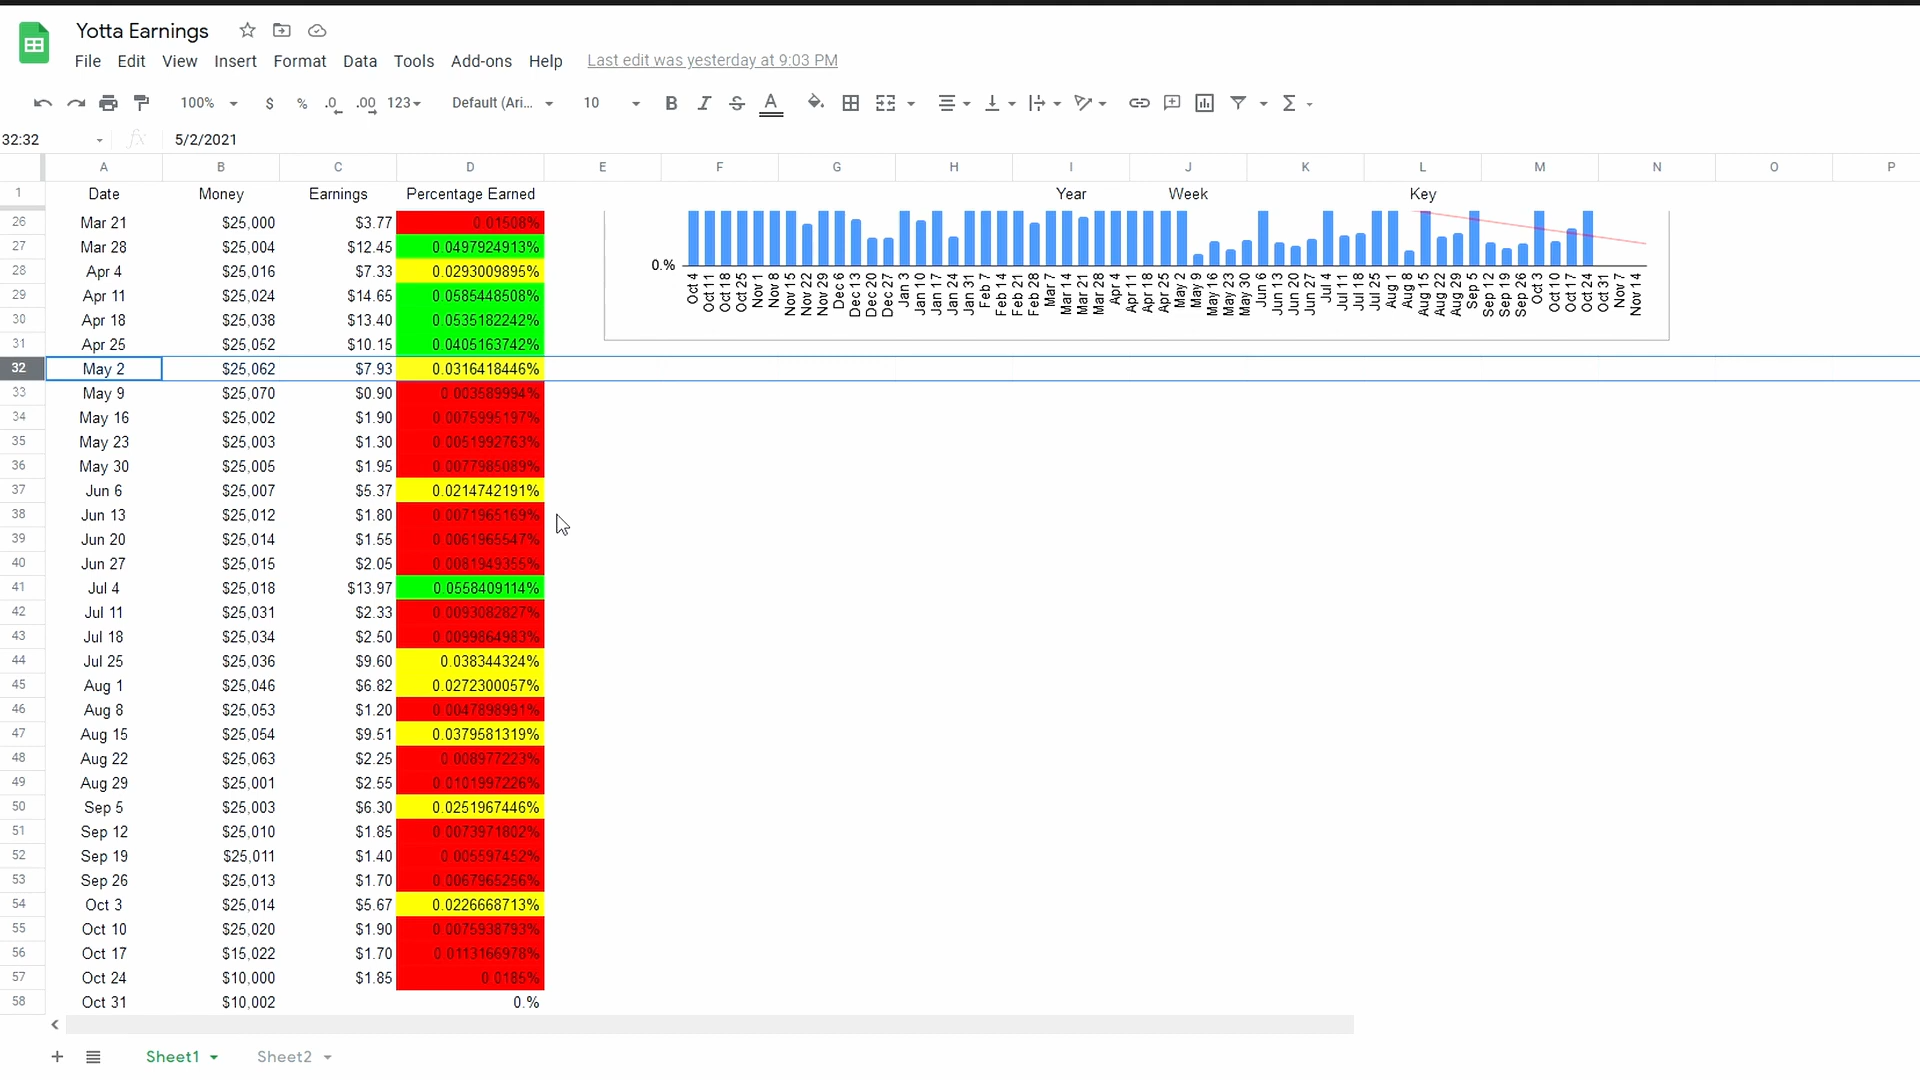 Yotta Earnings
File Edit View Insert Format Data Tools Add-ons Help Last edit was yesterday at 9:03 PM
100% $ % .0 .00 123 Default (Ari... 10 B I S A
32:32 fx 5/2/2021
A B C D E F G H I J K L M N O P
1 Date Money Earnings Percentage Earned Year Week Key
26 Mar 21 $25,000 $3.77 0.01508%
27 Mar 28 $25,004 $12.45 0.0497924913%
28 Apr 4 $25,016 $7.33 0.0293009895%
29 Apr 11 $25,024 $14.65 0.0585448508%
30 Apr 18 $25,038 $13.40 0.0535182242%
31 Apr 25 $25,052 $10.15 0.0405163742%
32 May 2 $25,062 $7.93 0.0316418446%
33 May 9 $25,070 $0.90 0.003589994%
34 May 16 $25,002 $1.90 0.0075995197%
35 May 23 $25,003 $1.30 0.0051992763%
36 May 30 $25,005 $1.95 0.0077985089%
37 Jun 6 $25,007 $5.37 0.0214742191%
38 Jun 13 $25,012 $1.80 0.0071965169%
39 Jun 20 $25,014 $1.55 0.0061965547%
40 Jun 27 $25,015 $2.05 0.0081949355%
41 Jul 4 $25,018 $13.97 0.0558409114%
42 Jul 11 $25,031 $2.33 0.0093082827%
43 Jul 18 $25,034 $2.50 0.0099864983%
44 Jul 25 $25,036 $9.60 0.038344324%
45 Aug 1 $25,046 $6.82 0.0272300057%
46 Aug 8 $25,053 $1.20 0.0047898991%
47 Aug 15 $25,054 $9.51 0.0379581319%
48 Aug 22 $25,063 $2.25 0.008977223%
49 Aug 29 $25,001 $2.55 0.0101997226%
50 Sep 5 $25,003 $6.30 0.0251967446%
51 Sep 12 $25,010 $1.85 0.0073971802%
52 Sep 19 $25,011 $1.40 0.005597452%
53 Sep 26 $25,013 $1.70 0.0067965256%
54 Oct 3 $25,014 $5.67 0.0226668713%
55 Oct 10 $25,020 $1.90 0.0075938793%
56 Oct 17 $15,022 $1.70 0.0113166978%
57 Oct 24 $10,000 $1.85 0.0185%
58 Oct 31 $10,002 0.%
0.%
Oct 4
Oct 11
Oct 18
Oct 25
Nov 1
Nov 8
Nov 15
Nov 22
Nov 29
Dec 6
Dec 13
Dec 20
Dec 27
Jan 3
Jan 10
Jan 17
Jan 24
Jan 31
Feb 7
Feb 14
Feb 21
Feb 28
Mar 7
Mar 14
Mar 21
Mar 28
Apr 4
Apr 11
Apr 18
Apr 25
May 2
May 9
May 16
May 23
May 30
Jun 6
Jun 13
Jun 20
Jun 27
Jul 4
Jul 11
Jul 18
Jul 25
Aug 1
Aug 8
Aug 15
Aug 22
Aug 29
Sep 5
Sep 12
Sep 19
Sep 26
Oct 3
Oct 10
Oct 17
Oct 24
Oct 31
Nov 7
Nov 14
Sheet1 Sheet2